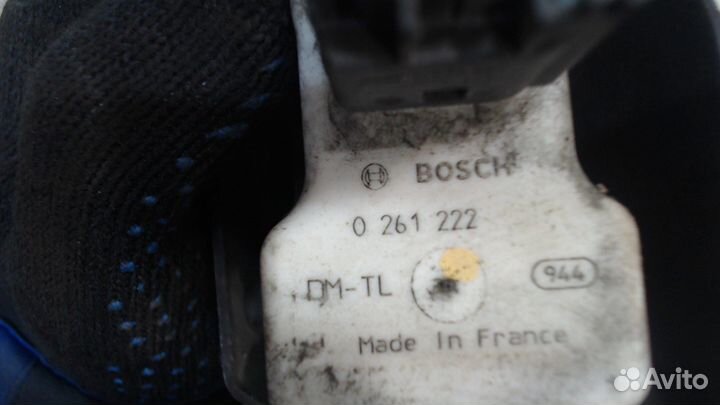 BOSCH
0 261 222
DM-TL
944
Made In France
Avito